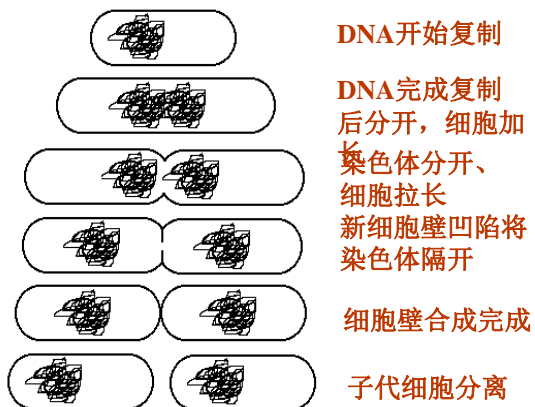 DNA开始复制
DNA完成复制
后分开，细胞加
长
染色体分开、
细胞拉长
新细胞壁凹陷将
染色体隔开
细胞壁合成完成
子代细胞分离